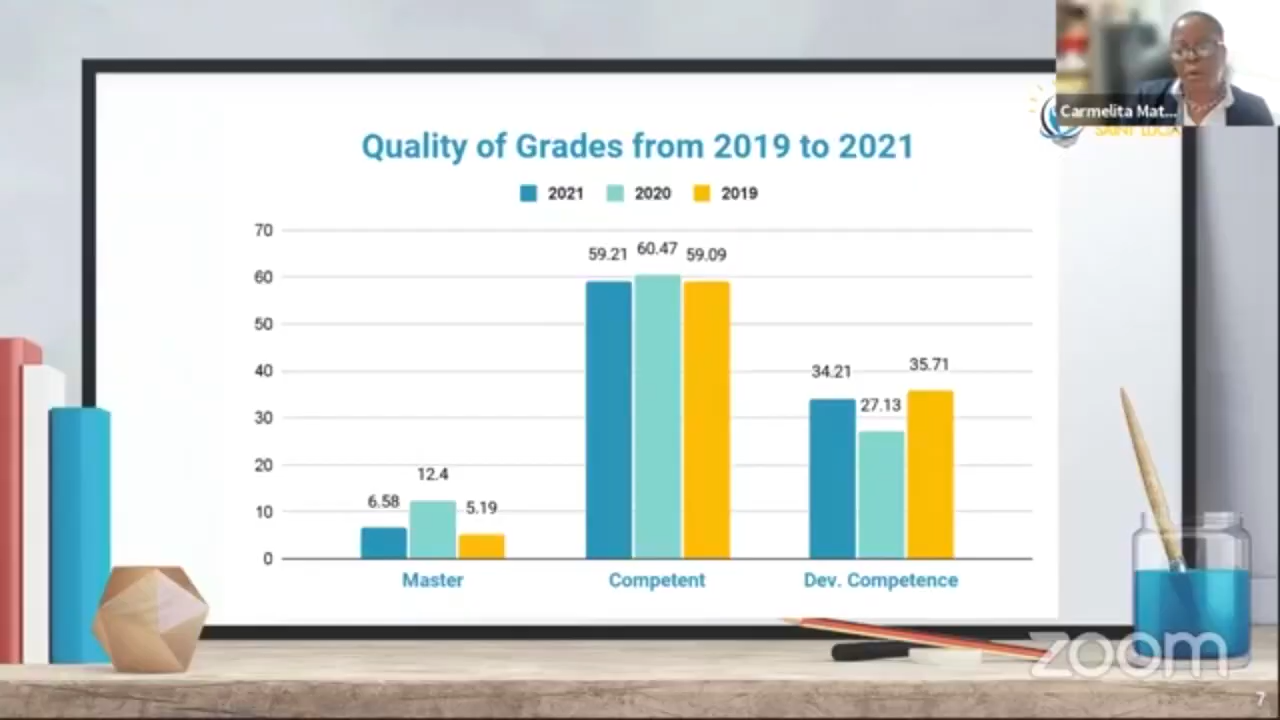 Carmelita Mat...
SAINT LUCIA
Quality of Grades from 2019 to 2021
2021 2020 2019
70
60
50
40
30
20
10
0
59.21 60.47 59.09
34.21 27.13 35.71
6.58 12.4 5.19
Master Competent Dev. Competence
zoom
7